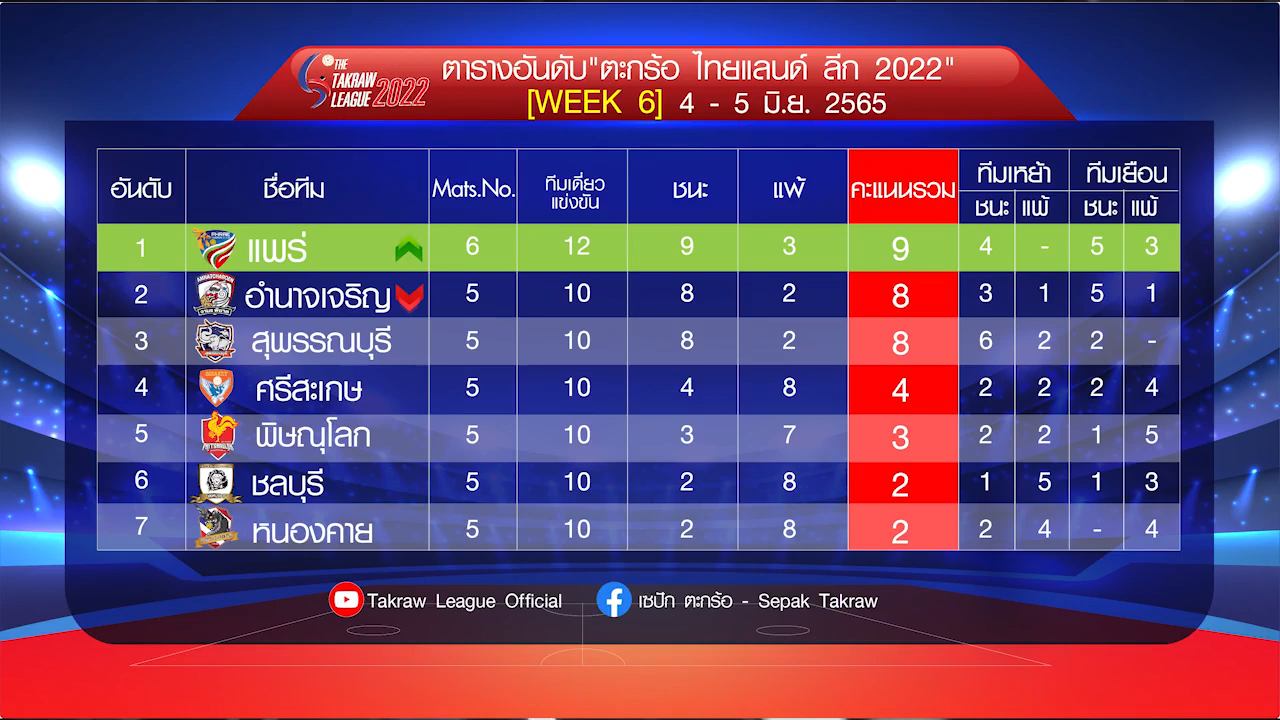 THE
TAKRAW
LEAGUE 2022
ตารางอันดับ"ตะกร้อ ไทยแลนด์ ลีก 2022"
[WEEK 6] 4 - 5 มิ.ย. 2565
อันดับ ชื่อทีม Mats.No. ทีมเดี่ยว แข่งขัน ชนะ แพ้ คะแนนรวม ทีมเหย้า ทีมเยือน
ชนะ แพ้ ชนะ แพ้
1 แพร่ 6 12 9 3 9 4 - 5 3
2 อำนาจเจริญ 5 10 8 2 8 3 1 5 1
3 สุพรรณบุรี 5 10 8 2 8 6 2 2 -
4 ศรีสะเกษ 5 10 4 8 4 2 2 2 4
5 พิษณุโลก 5 10 3 7 3 2 2 1 5
6 ชลบุรี 5 10 2 8 2 1 5 1 3
7 หนองคาย 5 10 2 8 2 2 4 - 4
Takraw League Official เซปัก ตะกร้อ - Sepak Takraw